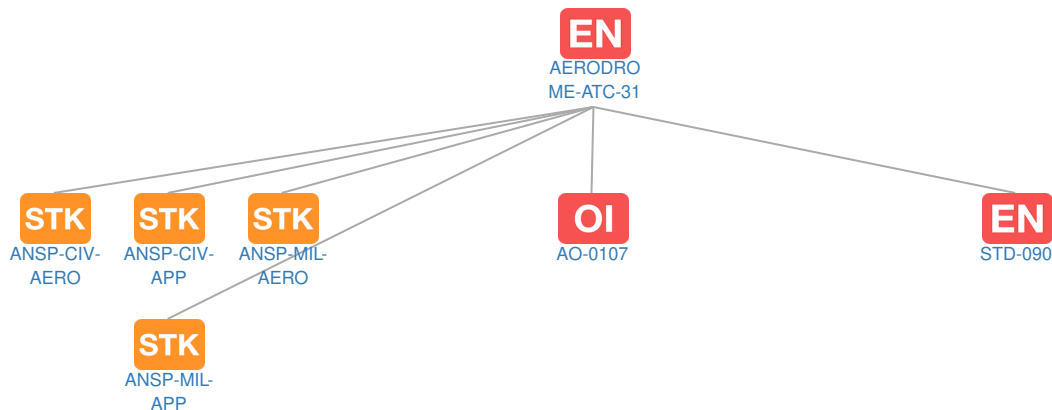 EN
AERODRO
ME-ATC-31
STK
ANSP-CIV-
AERO
STK
ANSP-CIV-
APP
STK
ANSP-MIL-
AERO
OI
AO-0107
EN
STD-090
STK
ANSP-MIL-
APP